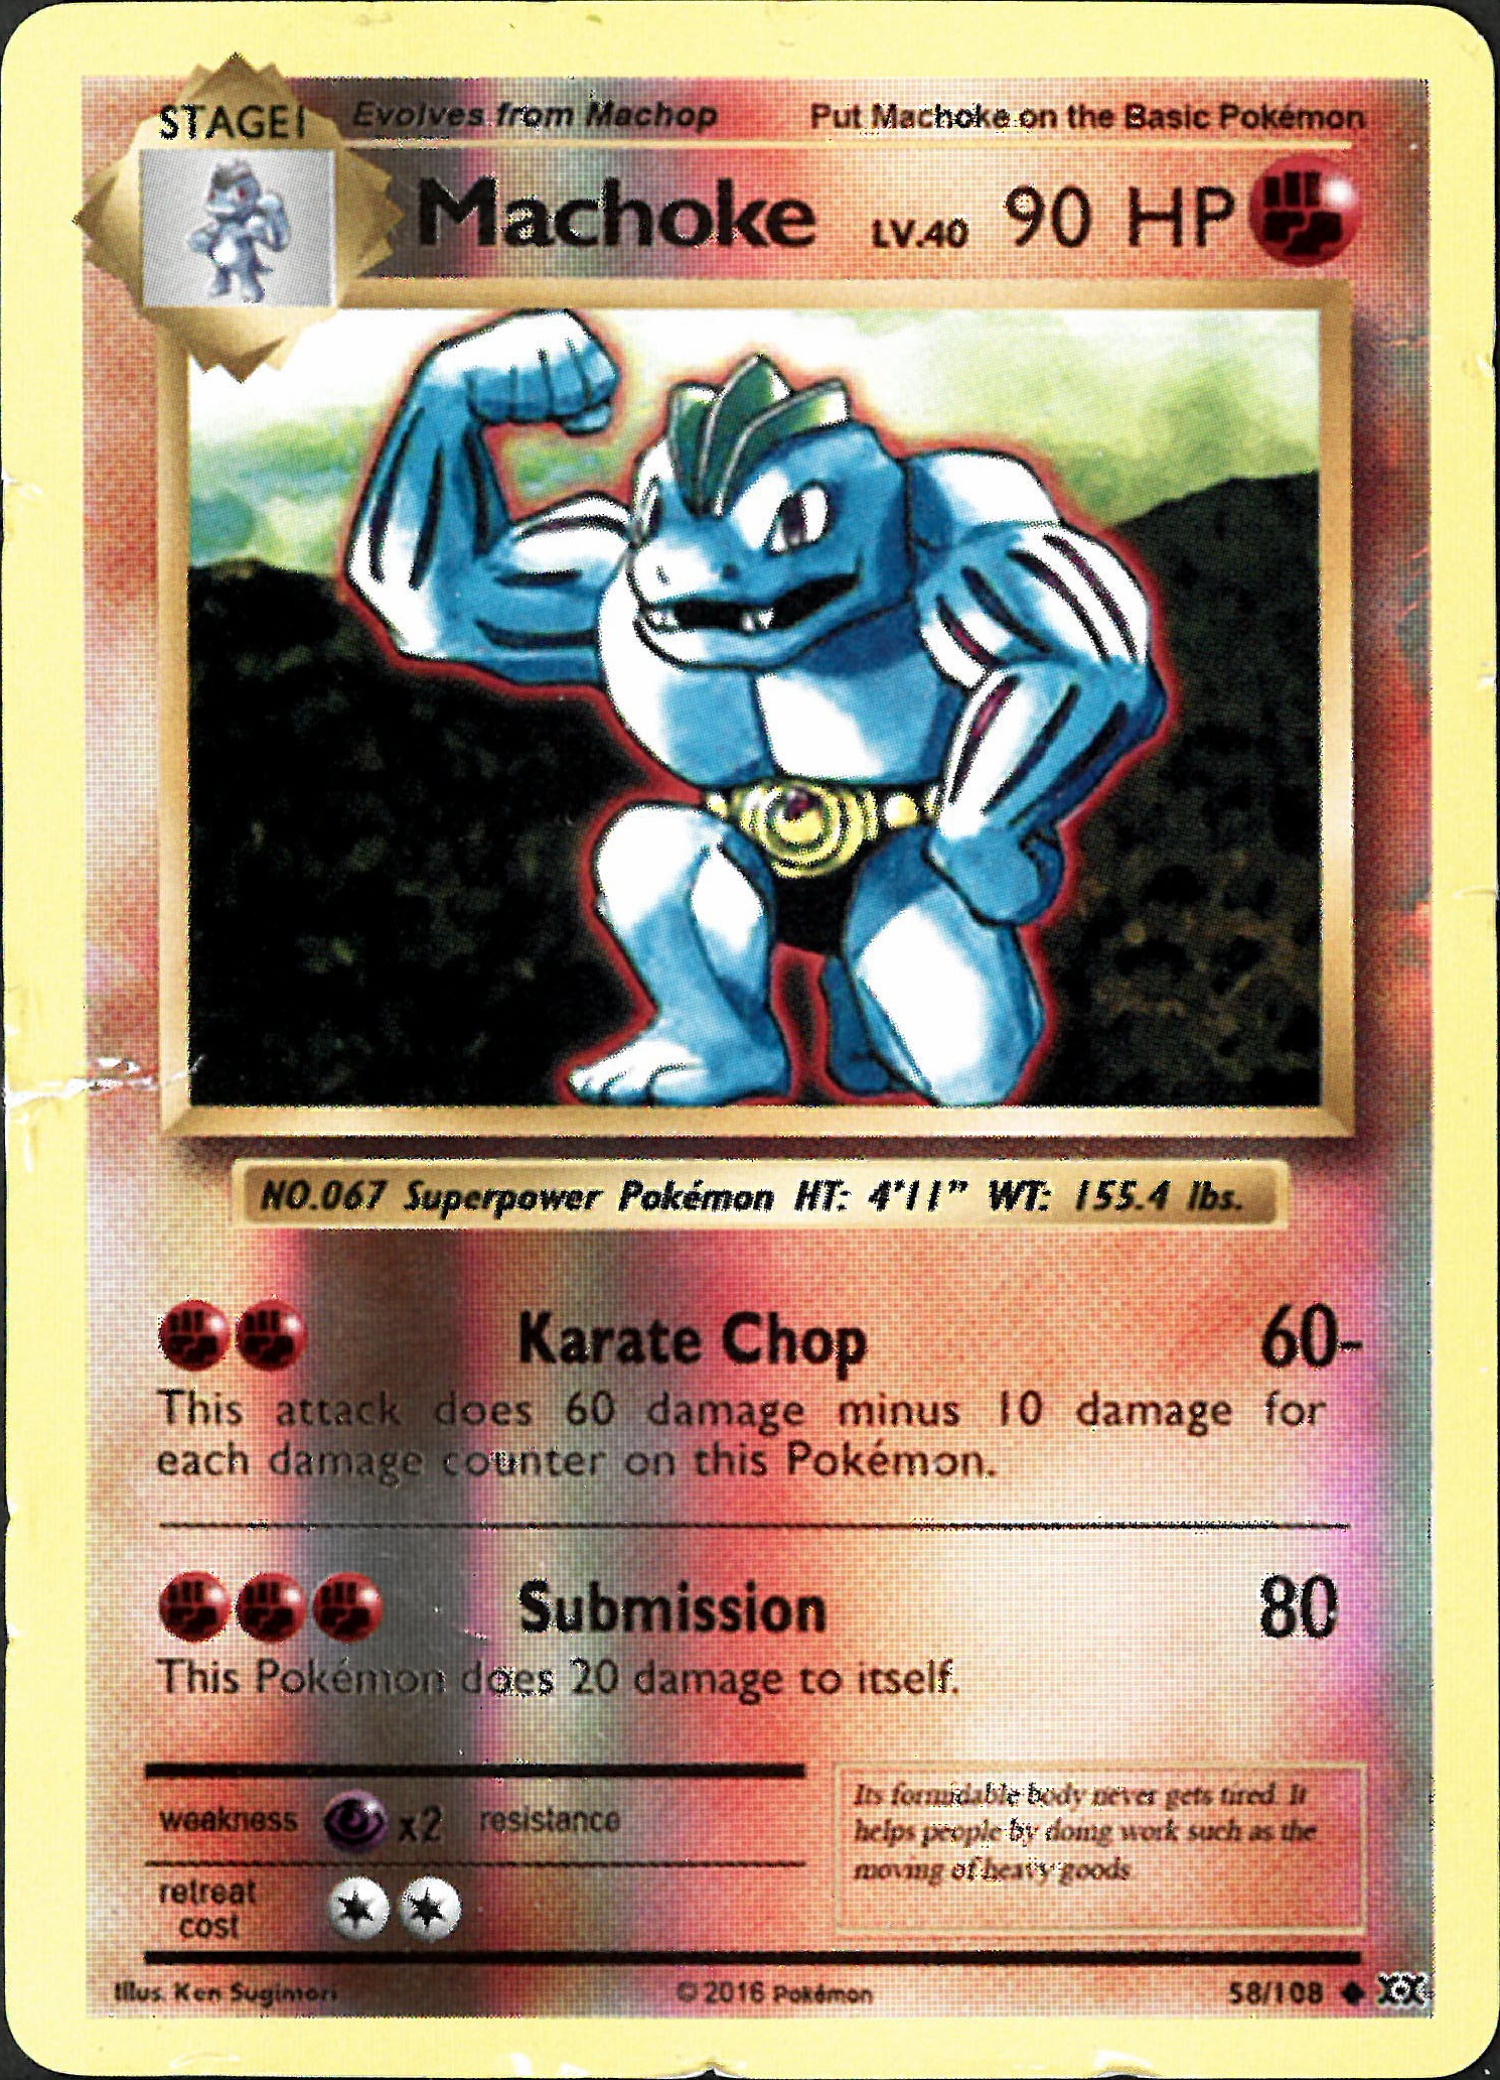 STAGE1 Evolves from Machop Put Machoke on the Basic Pokémon
Machoke LV.40 90 HP
NO.067 Superpower Pokémon HT: 4'11" WT: 155.4 lbs.
Karate Chop 60-
This attack does 60 damage minus 10 damage for
each damage counter on this Pokémon.
Submission 80
This Pokémon does 20 damage to itself.
weakness x2 resistance
retreat
cost
Its formidable body never gets tired. It
helps people by doing work such as the
moving of heavy goods.
Illus. Ken Sugimori © 2016 Pokémon 58/108 XY